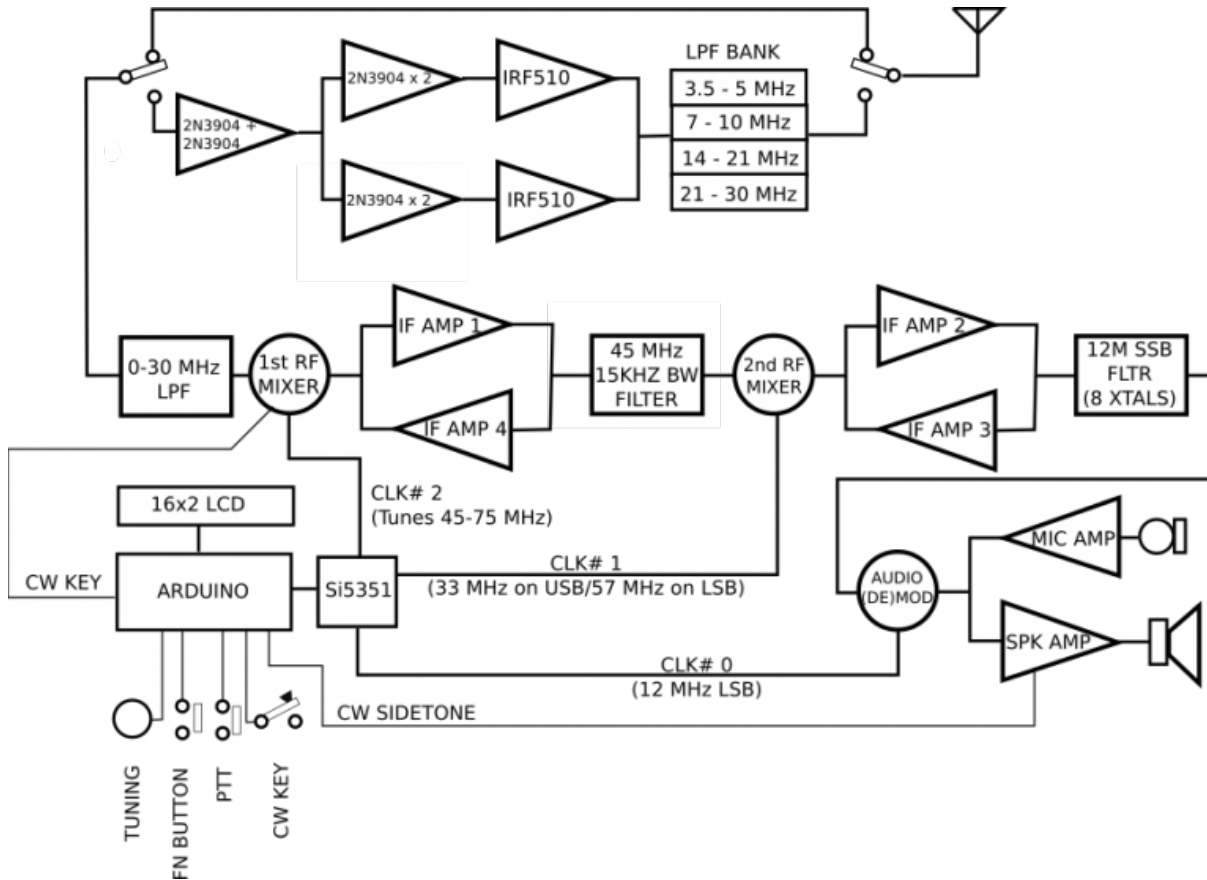 LPF BANK
3.5 - 5 MHz
7 - 10 MHz
14 - 21 MHz
21 - 30 MHz
2N3904 +
2N3904
2N3904 x 2
IRF510
2N3904 x 2
IRF510
0-30 MHz
LPF
1st RF
MIXER
IF AMP 1
IF AMP 4
45 MHz
15KHZ BW
FILTER
2nd RF
MIXER
IF AMP 2
IF AMP 3
12M SSB
FLTR
(8 XTALS)
16x2 LCD
CLK# 2
(Tunes 45-75 MHz)
CW KEY
ARDUINO
Si5351
CLK# 1
(33 MHz on USB/57 MHz on LSB)
AUDIO
(DE)MOD
MIC AMP
SPK AMP
CLK# 0
(12 MHz LSB)
CW SIDETONE
TUNING
FN BUTTON
PTT
CW KEY